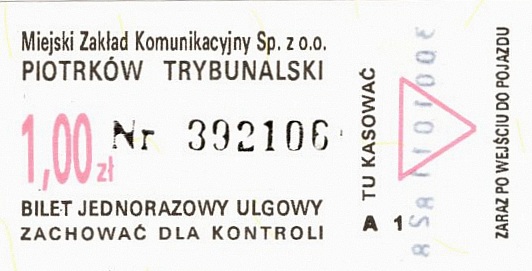 Miejski Zakład Komunikacyjny Sp. z o.o.
PIOTRKÓW TRYBUNALSKI
1,00 zł
Nr 392106
BILET JEDNORAZOWY ULGOWY
ZACHOWAĆ DLA KONTROLI
TU KASOWAĆ
A 1
ZARAZ PO WEJŚCIU DO POJAZDU